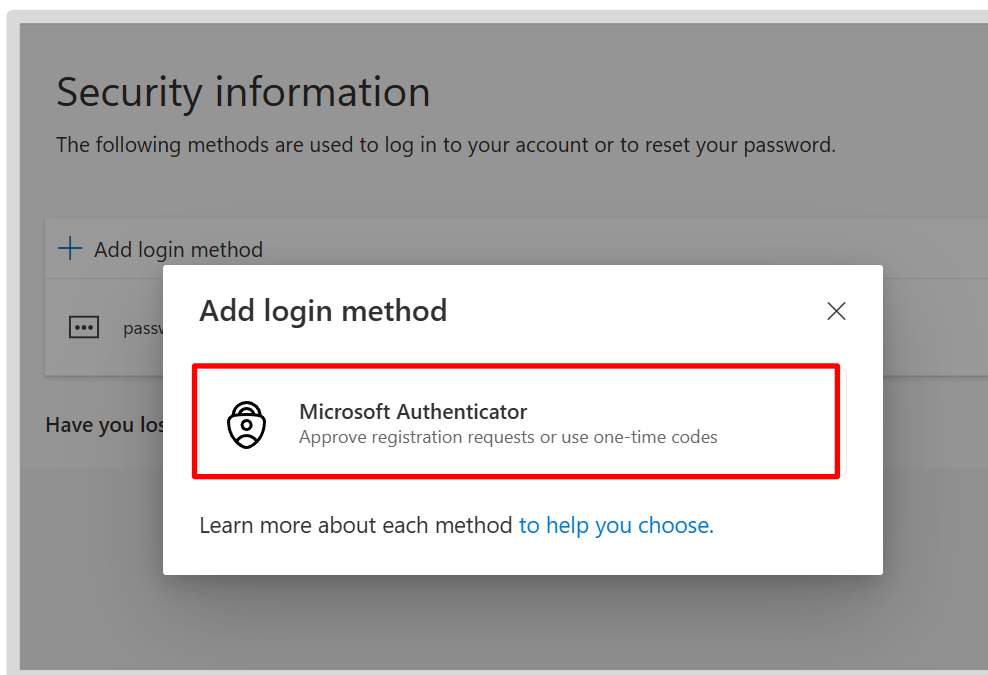 Security information
The following methods are used to log in to your account or to reset your password.
Add login method
Add login method
Microsoft Authenticator
Approve registration requests or use one-time codes
Have you
Learn more about each method to help you choose.